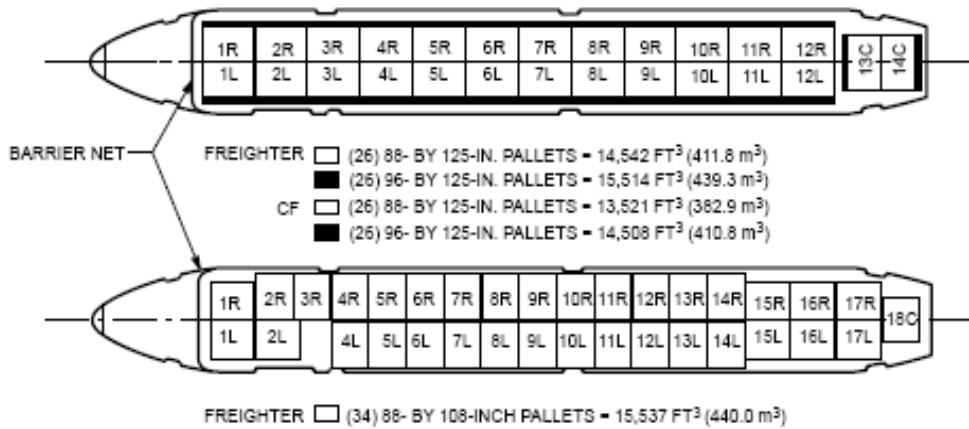 1R 2R 3R 4R 5R 6R 7R 8R 9R 10R 11R 12R 13C 14C
1L 2L 3L 4L 5L 6L 7L 8L 9L 10L 11L 12L
BARRIER NET
FREIGHTER (26) 88- BY 125-IN. PALLETS = 14,542 FT³ (411.8 m³)
(26) 96- BY 125-IN. PALLETS = 15,514 FT³ (439.3 m³)
CF (26) 88- BY 125-IN. PALLETS = 13,521 FT³ (382.9 m³)
(26) 96- BY 125-IN. PALLETS = 14,508 FT³ (410.8 m³)
1R 2R 3R 4R 5R 6R 7R 8R 9R 10R 11R 12R 13R 14R 15R 16R 17R 18C
1L 2L 4L 5L 6L 7L 8L 9L 10L 11L 12L 13L 14L 15L 16L 17L
FREIGHTER (34) 88- BY 108-INCH PALLETS = 15,537 FT³ (440.0 m³)